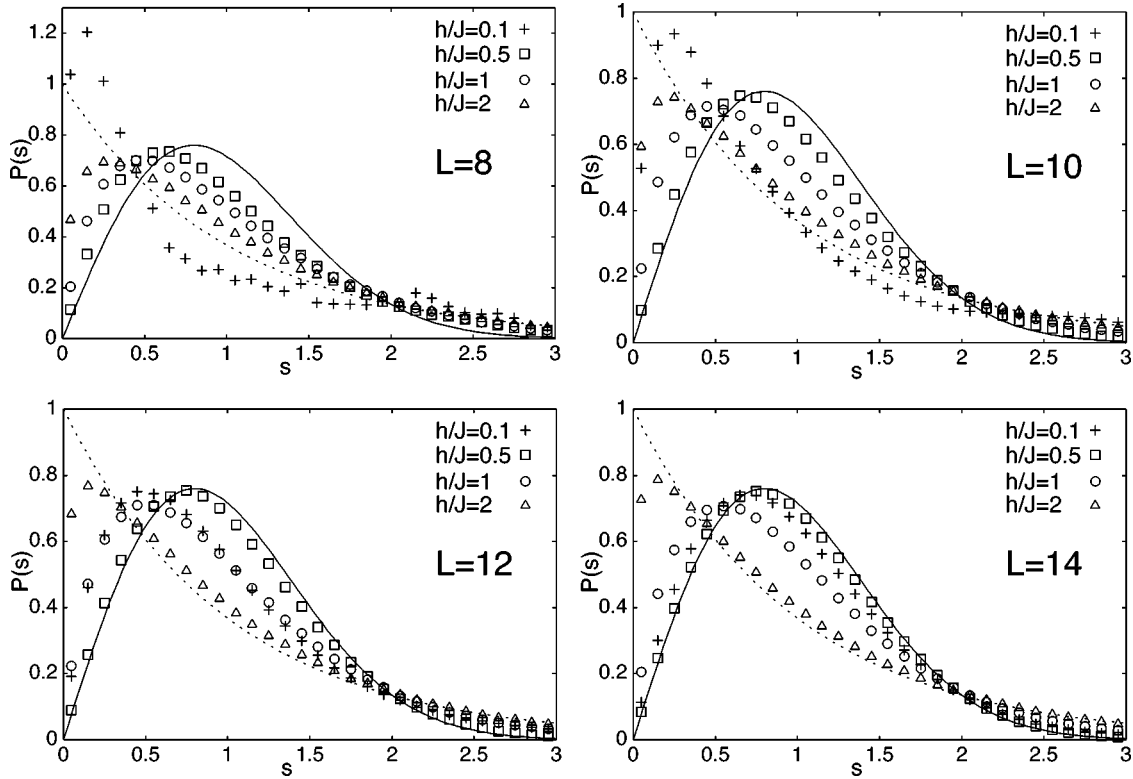 1.2
1
0.8
0.6
0.4
0.2
0
P(s)
h/J=0.1 +
h/J=0.5 □
h/J=1 ○
h/J=2 △
L=8
0 0.5 1 1.5 2 2.5 3
s
1
0.8
0.6
0.4
0.2
0
P(s)
h/J=0.1 +
h/J=0.5 □
h/J=1 ○
h/J=2 △
L=10
0 0.5 1 1.5 2 2.5 3
s
1
0.8
0.6
0.4
0.2
0
P(s)
h/J=0.1 +
h/J=0.5 □
h/J=1 ○
h/J=2 △
L=12
0 0.5 1 1.5 2 2.5 3
s
1
0.8
0.6
0.4
0.2
0
P(s)
h/J=0.1 +
h/J=0.5 □
h/J=1 ○
h/J=2 △
L=14
0 0.5 1 1.5 2 2.5 3
s